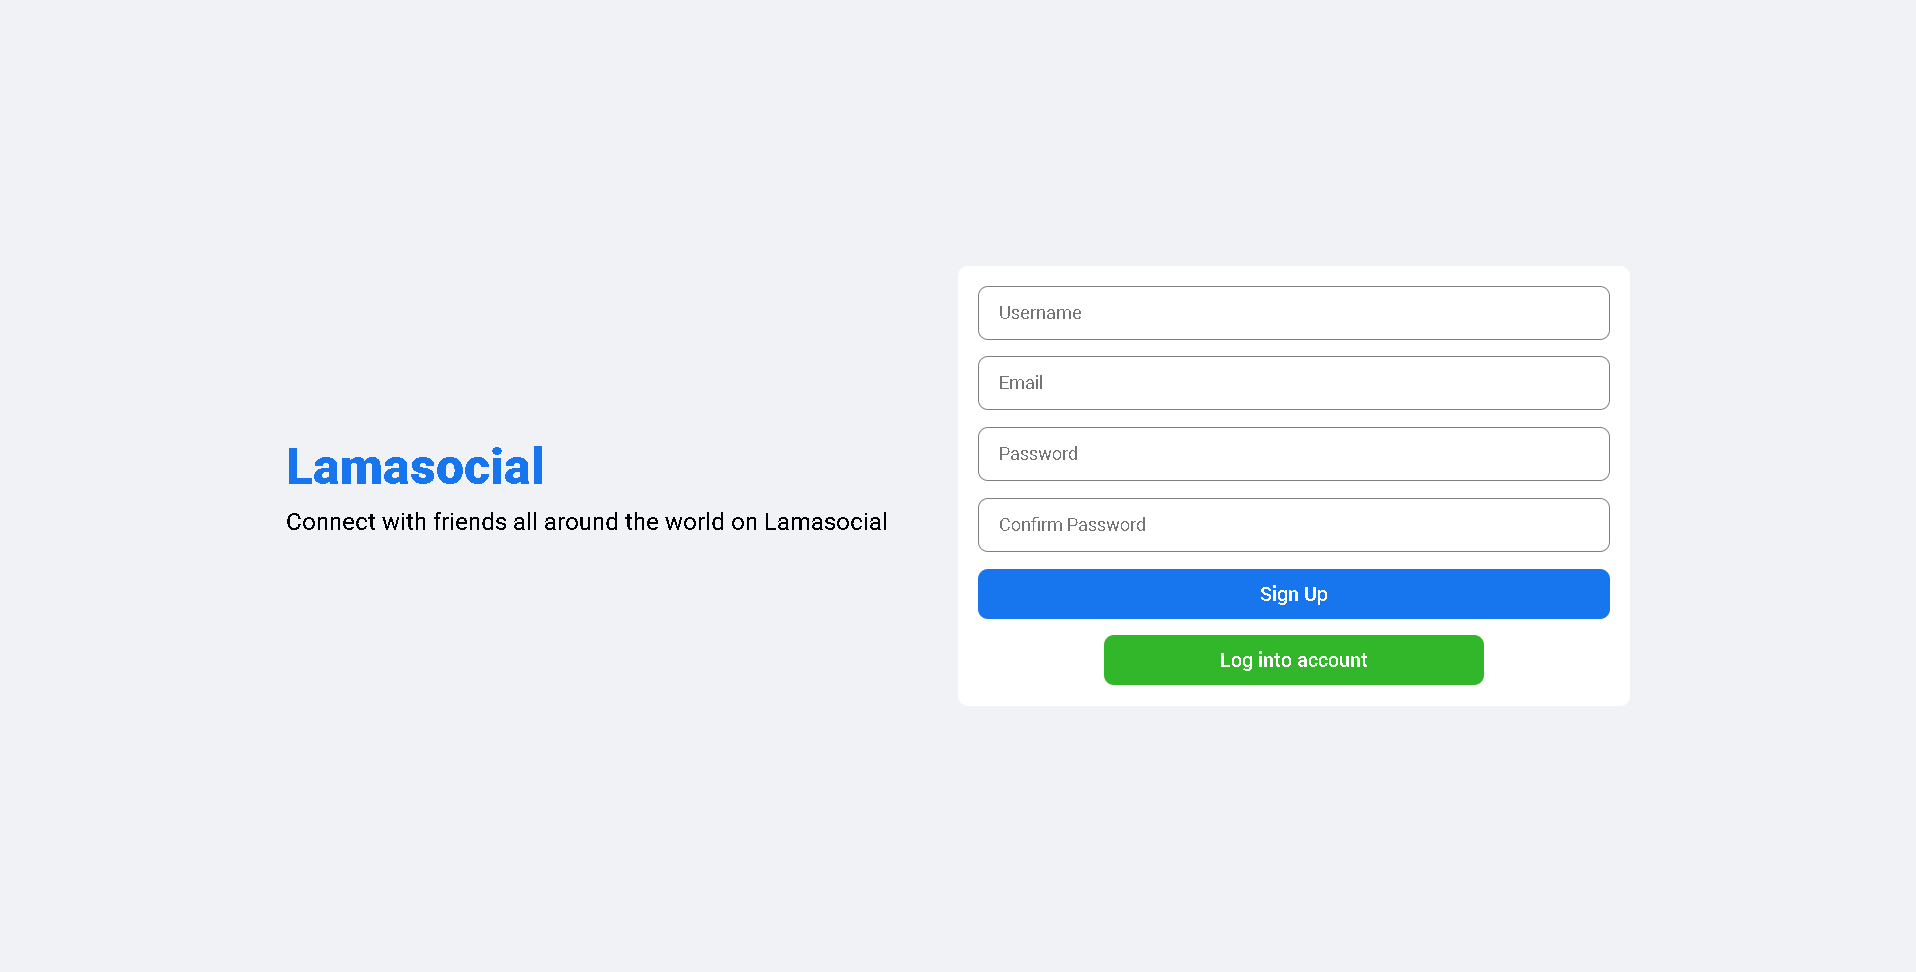 Lamasocial
Connect with friends all around the world on Lamasocial
Username
Email
Password
Confirm Password
Sign Up
Log into account